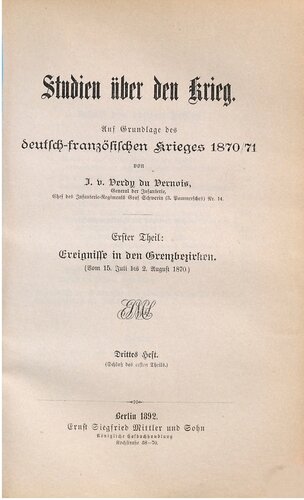 Studien über den Krieg.
Auf Grundlage des
deutsch-französischen Krieges 1870/71
von
J. v. Verdy du Vernois,
General der Infanterie,
Chef des Infanterie-Regiments Graf Schwerin (3. Pommersches) Nr. 14.
Erster Theil:
Ereignisse in den Grenzbezirken.
(Vom 15. Juli bis 2. August 1870)
Drittes Heft.
(Schluß des ersten Theils.)
Berlin 1892.
Ernst Siegfried Mittler und Sohn
Königliche Hofbuchhandlung
Kochstraße 68–70.